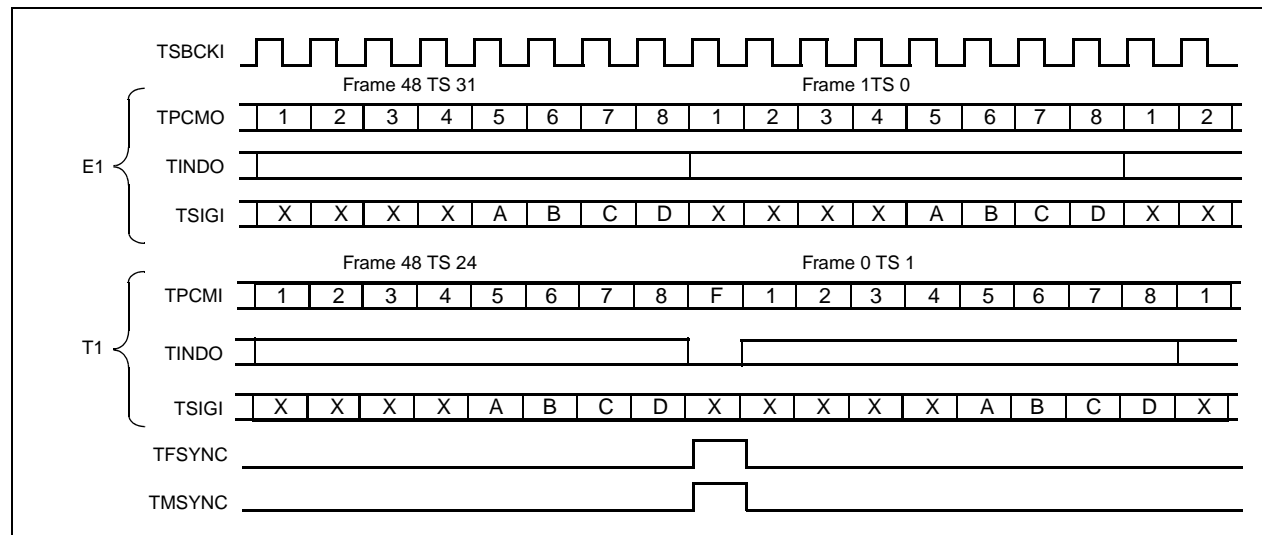 TSBCKI
Frame 48 TS 31 Frame 1TS 0
TPCMO 1 2 3 4 5 6 7 8 1 2 3 4 5 6 7 8 1 2
E1 TINDO
TSIGI X X X X A B C D X X X X A B C D X X
Frame 48 TS 24 Frame 0 TS 1
TPCMI 1 2 3 4 5 6 7 8 F 1 2 3 4 5 6 7 8 1
T1 TINDO
TSIGI X X X X A B C D X X X X X A B C D X
TFSYNC
TMSYNC